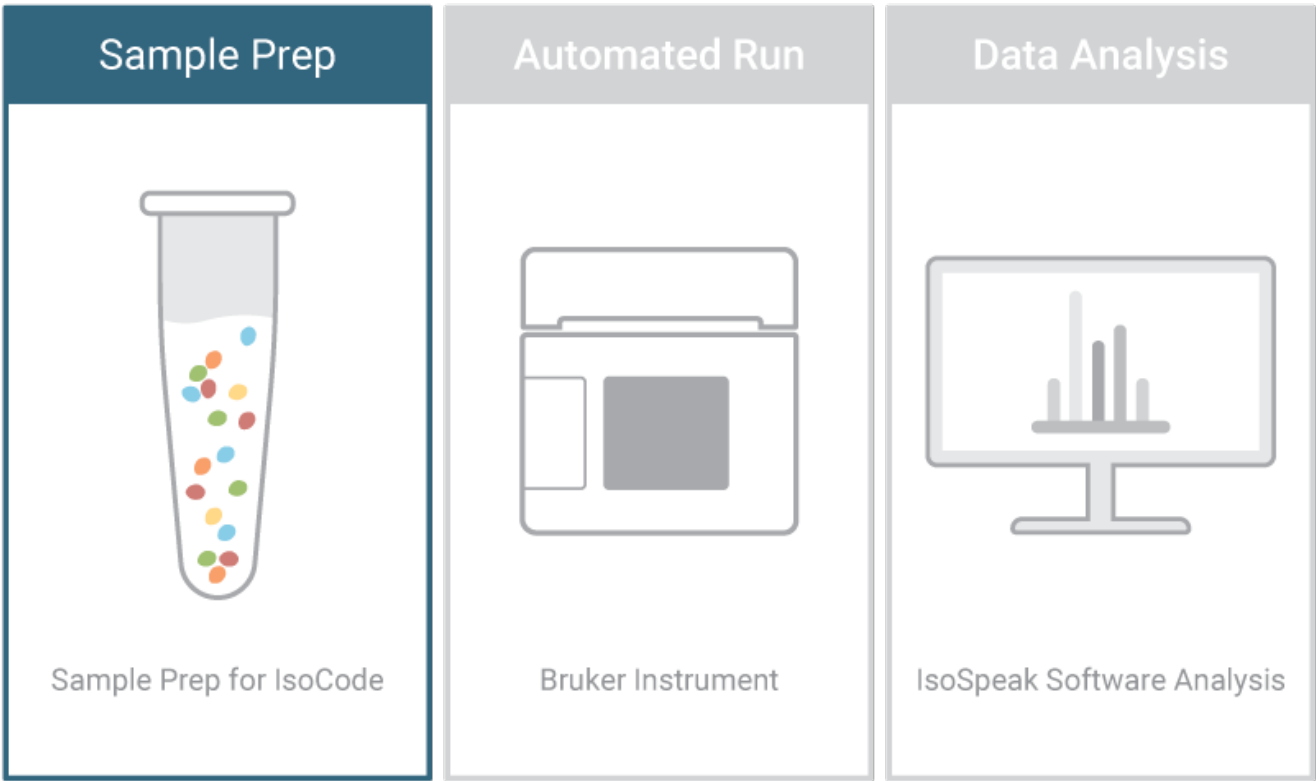 Sample Prep
Automated Run
Data Analysis
Sample Prep for IsoCode
Bruker Instrument
IsoSpeak Software Analysis